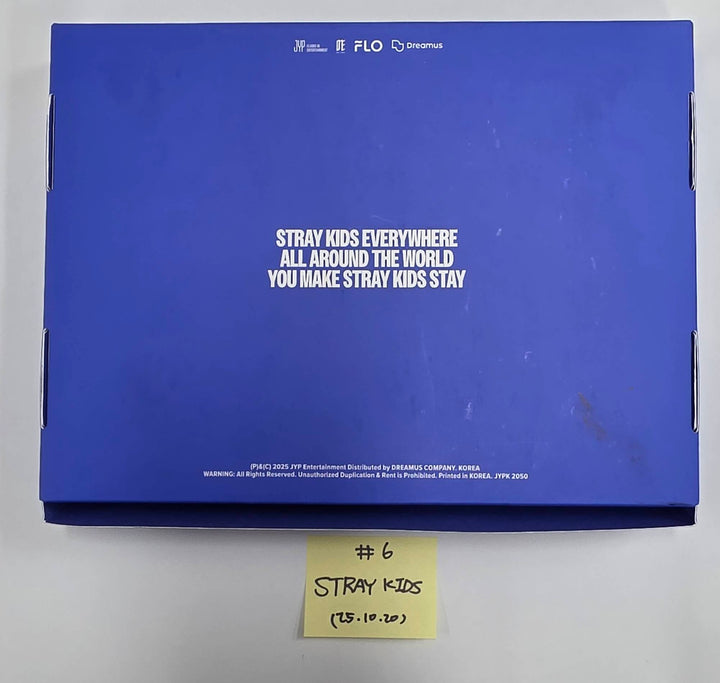 JYP FLO Dreamus
STRAY KIDS EVERYWHERE
ALL AROUND THE WORLD
YOU MAKE STRAY KIDS STAY
(P)&(C) 2025 JYP Entertainment Distributed by DREAMUS COMPANY. KOREA
WARNING: All Rights Reserved. Unauthorized Duplication & Rent is Prohibited. Printed in KOREA. JYPK 2050
#6
STRAY KIDS
(25.10.20)